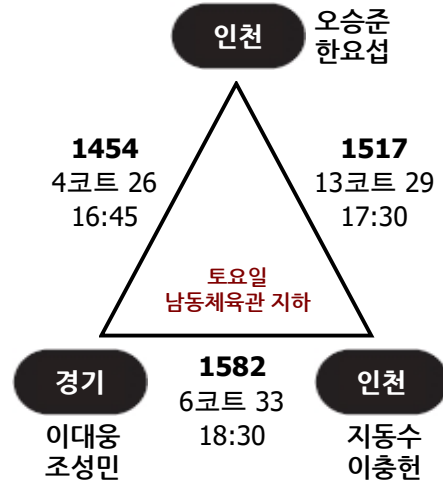 인천
오승준
한요섭
1454
4코트 26
16:45
1517
13코트 29
17:30
토요일
남동체육관 지하
경기
이대웅
조성민
1582
6코트 33
18:30
인천
지동수
이충헌